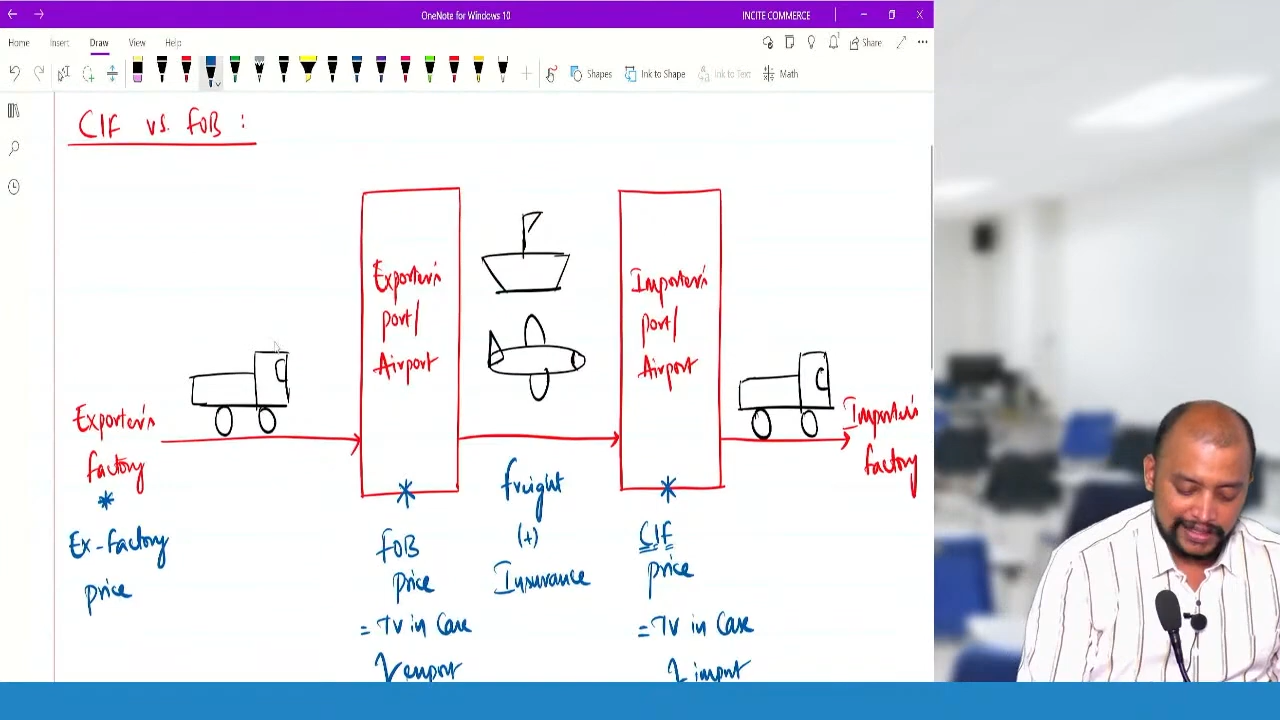 OneNote for Windows 10
INCITE COMMERCE
Home
Insert
Draw
View
Help
Share
Shapes
Ink to Shape
Ink to Text
Math
CIF vs. FOB :
Exporter's
port/
Airport
Importer's
port/
Airport
Exporter's
factory
Importer's
factory
Ex-factory
price
FOB
price
= TV in case
of export
freight
(+)
Insurance
CIF
price
= TV in case
of import